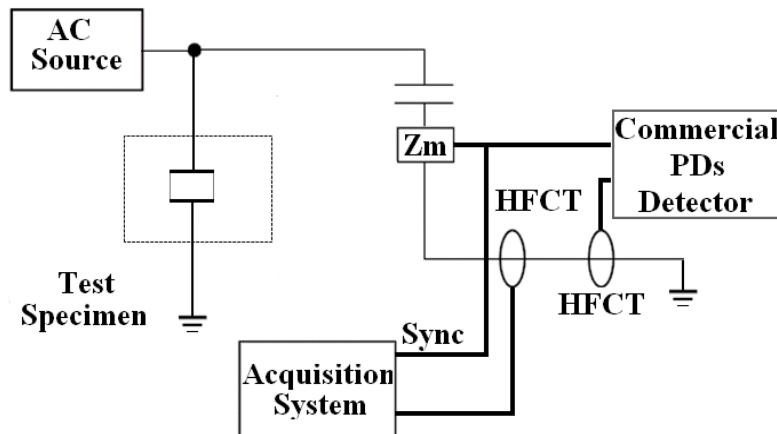 AC
Source
Zm
Commercial
PDs
Detector
HFCT
HFCT
Test
Specimen
Sync
Acquisition
System